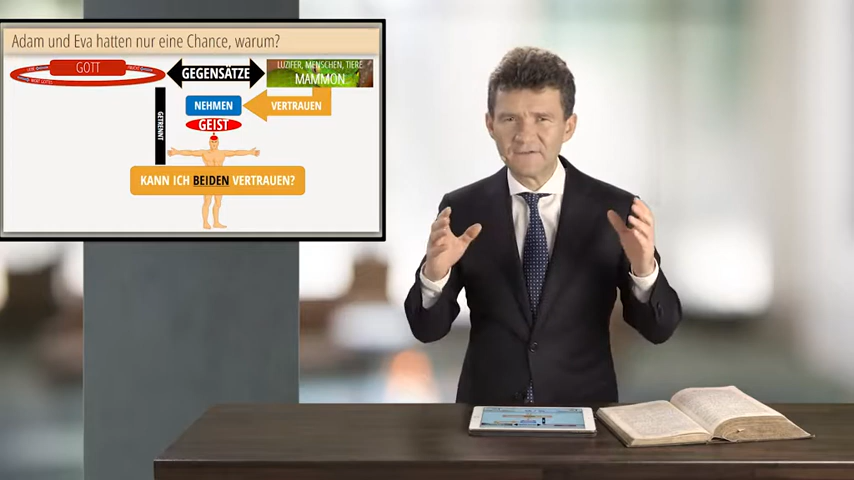 Adam und Eva hatten nur eine Chance, warum?
GOTT
GEGENSÄTZE
LUZIFER, MENSCHEN, TIERE
MAMMON
NEHMEN
VERTRAUEN
GETRENNT
GEIST
KANN ICH BEIDEN VERTRAUEN?